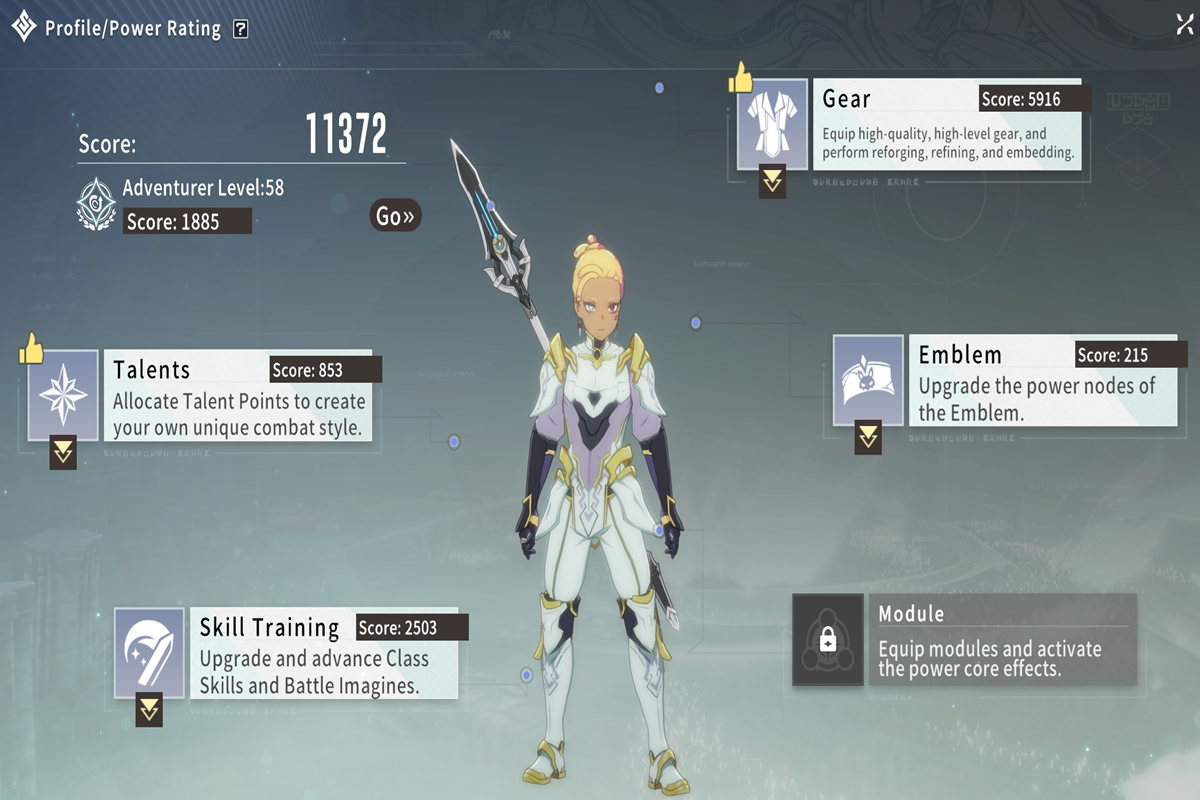 Profile/Power Rating ?
Score: 11372
Adventurer Level:58
Score: 1885
Go»
Gear
Score: 5916
Equip high-quality, high-level gear, and
perform reforging, refining, and embedding.
Talents
Score: 853
Allocate Talent Points to create
your own unique combat style.
Emblem
Score: 215
Upgrade the power nodes of
the Emblem.
Skill Training
Score: 2503
Upgrade and advance Class
Skills and Battle Imagines.
Module
Equip modules and activate
the power core effects.